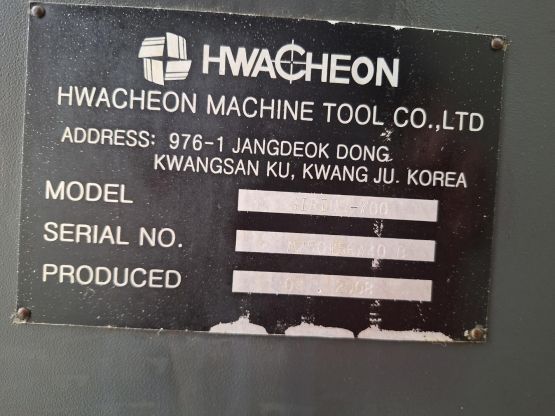 HWACHEON
HWACHEON MACHINE TOOL CO.,LTD
ADDRESS: 976-1 JANGDEOK DONG
KWANGSAN KU, KWANG JU. KOREA
MODEL
SERIAL NO.
PRODUCED